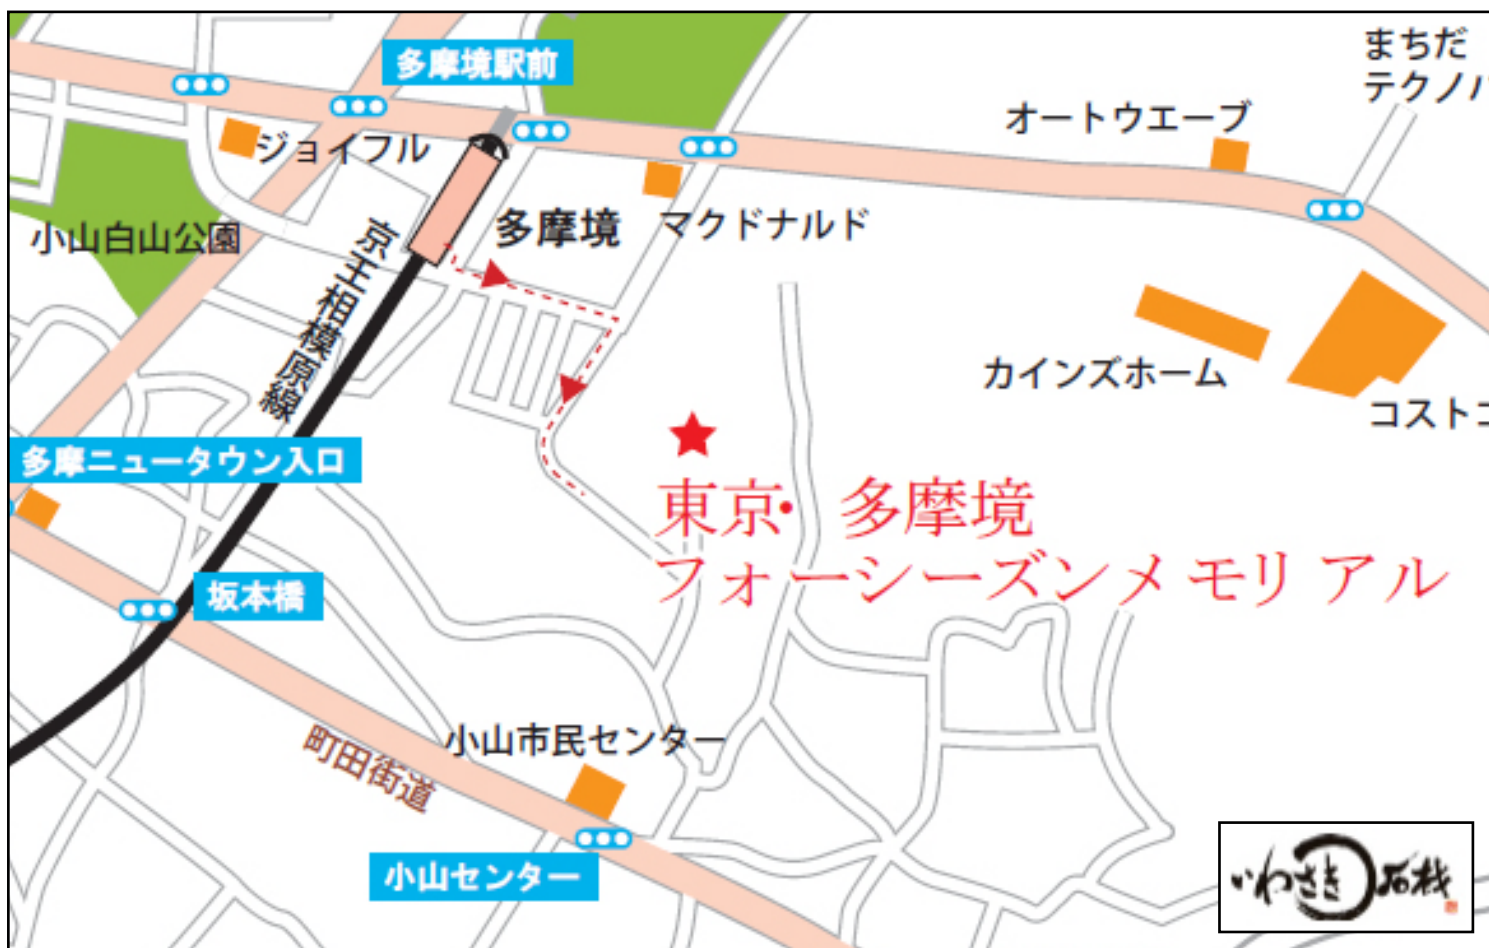 多摩境駅前
まちだ
テクノパ
オートウエーブ
ジョイフル
小山白山公園
多摩境
マクドナルド
京王相模原線
カインズホーム
コストコ
多摩ニュータウン入口
東京・多摩境
フォーシーズンメモリアル
坂本橋
町田街道
小山市民センター
小山センター
いわさき石材